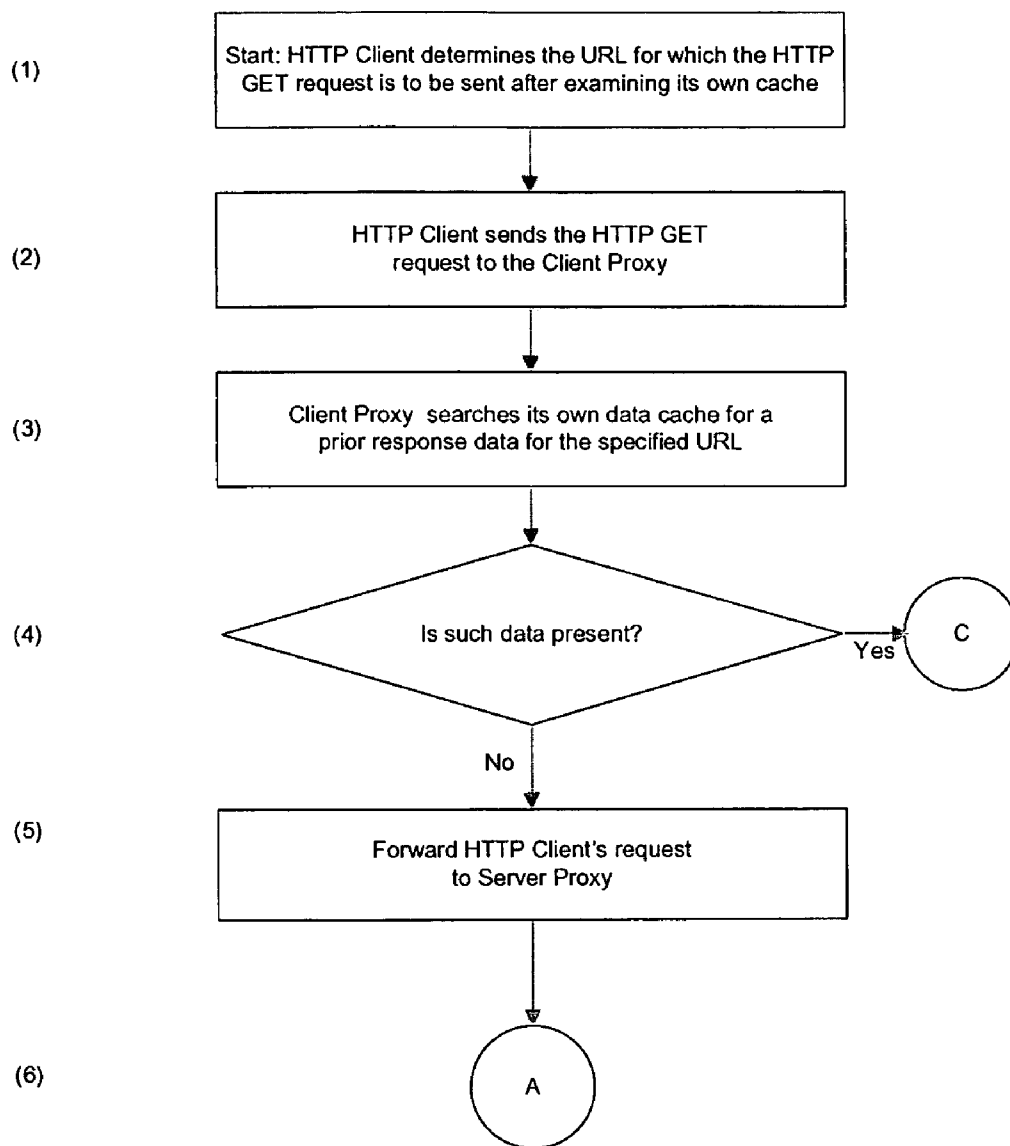 (1)
Start: HTTP Client determines the URL for which the HTTP
GET request is to be sent after examining its own cache
(2)
HTTP Client sends the HTTP GET
request to the Client Proxy
(3)
Client Proxy searches its own data cache for a
prior response data for the specified URL
(4)
Is such data present?
Yes
C
No
(5)
Forward HTTP Client's request
to Server Proxy
(6)
A